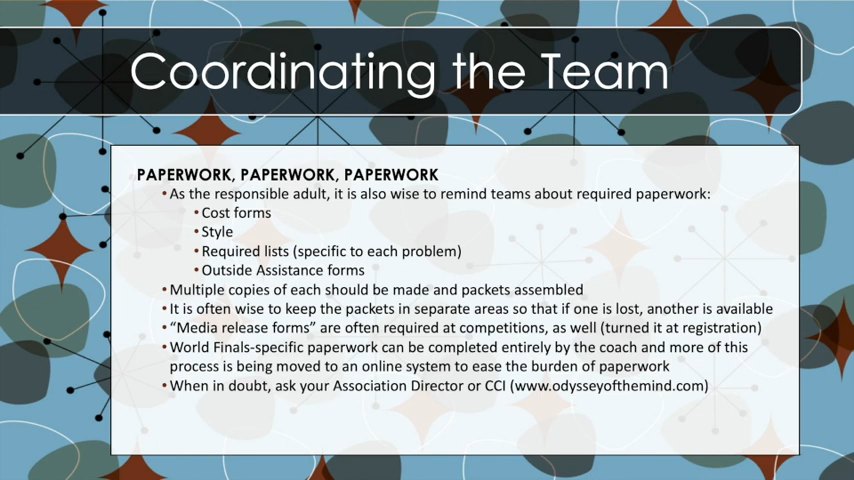 Coordinating the Team
PAPERWORK, PAPERWORK, PAPERWORK
•As the responsible adult, it is also wise to remind teams about required paperwork:
•Cost forms
•Style
•Required lists (specific to each problem)
•Outside Assistance forms
•Multiple copies of each should be made and packets assembled
•It is often wise to keep the packets in separate areas so that if one is lost, another is available
•“Media release forms” are often required at competitions, as well (turned it at registration)
•World Finals-specific paperwork can be completed entirely by the coach and more of this
process is being moved to an online system to ease the burden of paperwork
•When in doubt, ask your Association Director or CCI (www.odysseyofthemind.com)